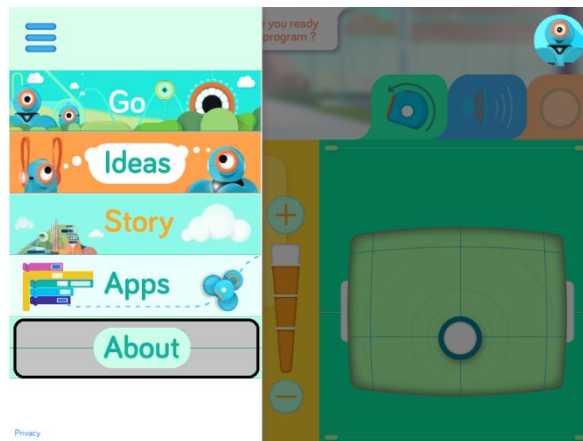 e you ready
program ?
Go
Ideas
Story
Apps
About
Privacy